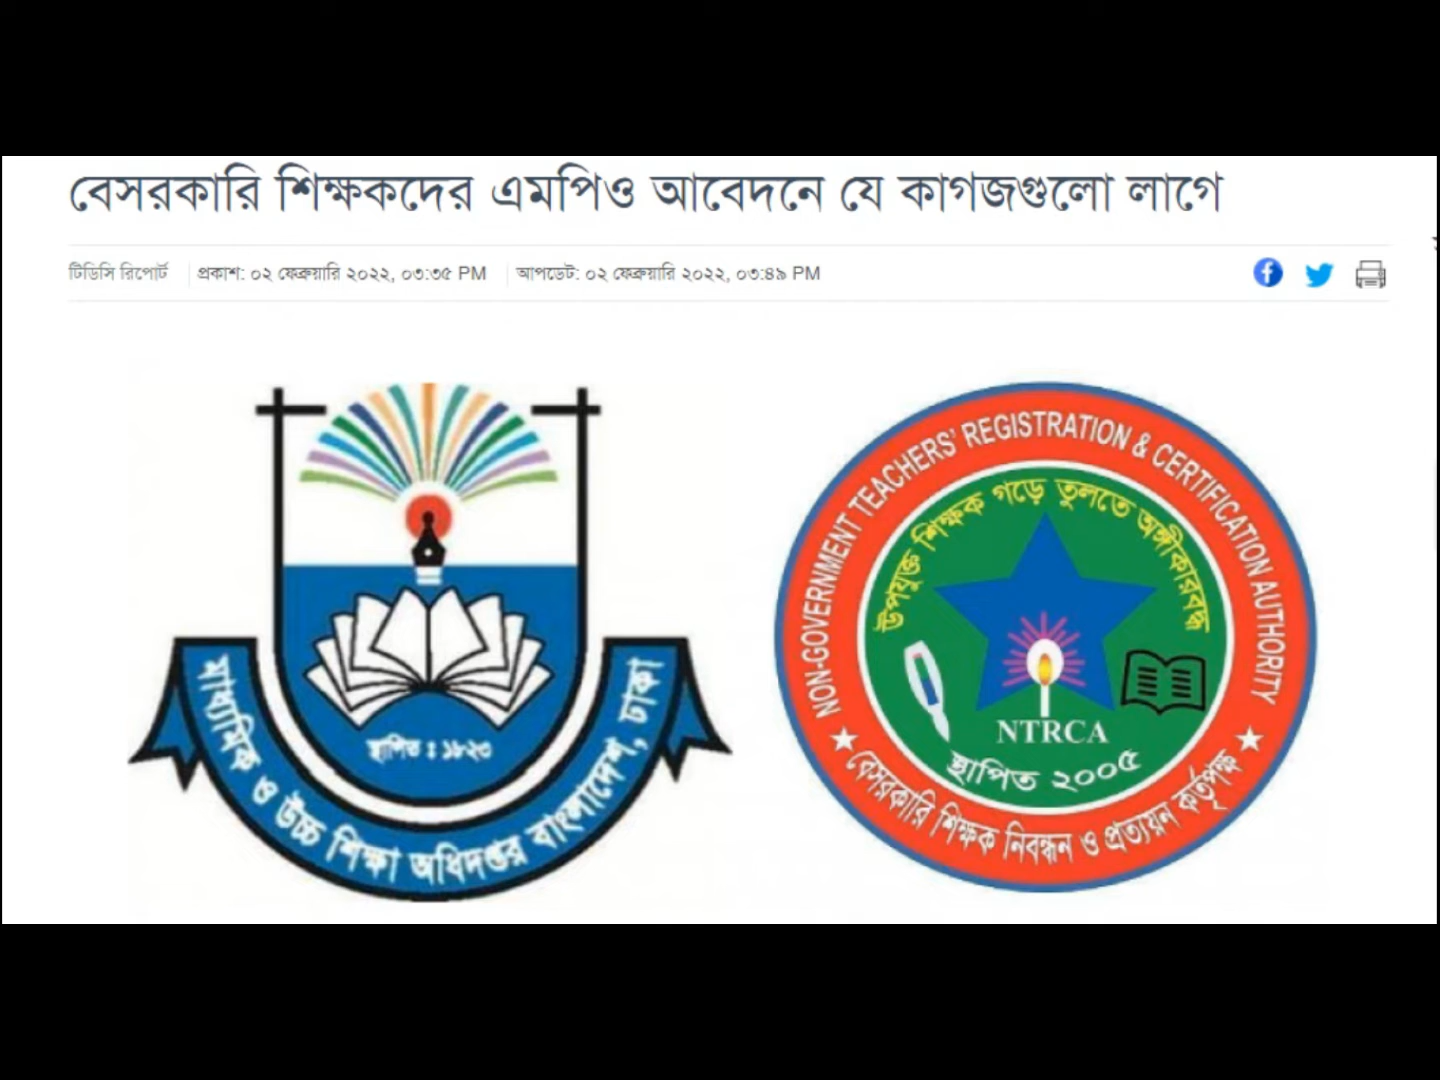 বেসরকারি শিক্ষকদের এমপিও আবেদনে যে কাগজগুলো লাগে
টিডিসি রিপোর্ট
প্রকাশ: ০২ ফেব্রুয়ারি ২০২২, ০৩:৩৫ PM
আপডেট: ০২ ফেব্রুয়ারি ২০২২, ০৩:৪৯ PM
স্থাপিত : ১৮২৩
মাধ্যমিক ও উচ্চ শিক্ষা অধিদপ্তর বাংলাদেশ, ঢাকা
NON-GOVERNMENT TEACHERS' REGISTRATION & CERTIFICATION AUTHORITY
উপযুক্ত শিক্ষক গড়ে তুলতে অঙ্গীকারবদ্ধ
NTRCA
স্থাপিত ২০০৫
বেসরকারি শিক্ষক নিবন্ধন ও প্রত্যয়ন কর্তৃপক্ষ